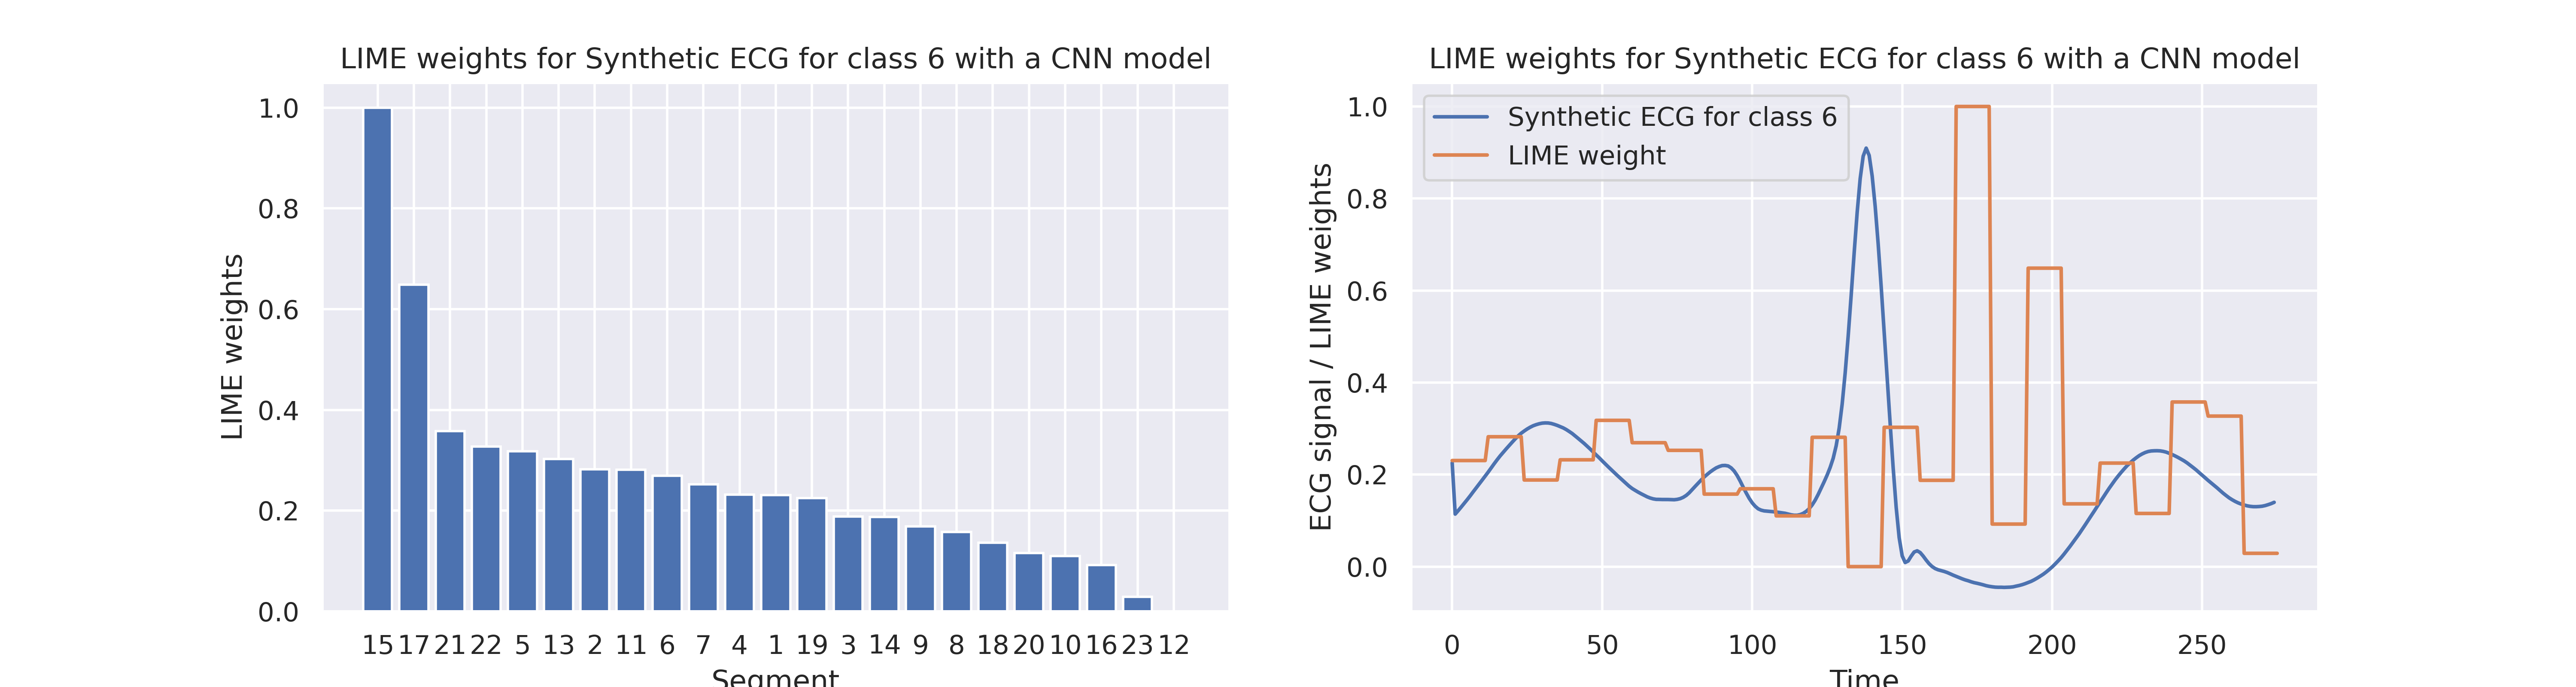 LIME weights for Synthetic ECG for class 6 with a CNN model
1.0
0.8
0.6
0.4
0.2
0.0
LIME weights
15 17 21 22 5 13 2 11 6 7 4 1 19 3 14 9 8 18 20 10 16 23 12
Segment
LIME weights for Synthetic ECG for class 6 with a CNN model
Synthetic ECG for class 6
LIME weight
1.0
0.8
0.6
0.4
0.2
0.0
ECG signal / LIME weights
0 50 100 150 200 250
Time